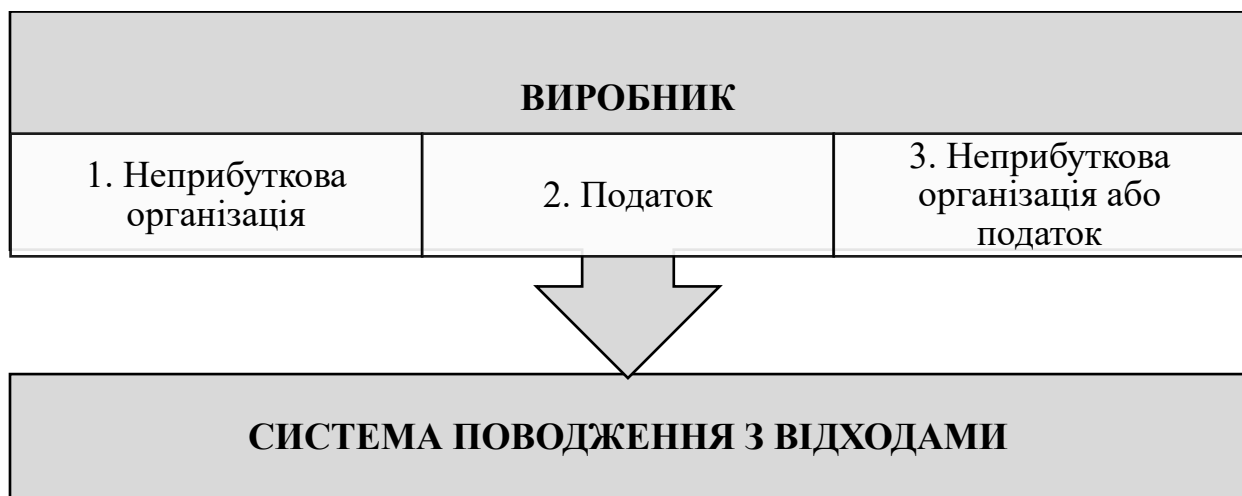 ВИРОБНИК
1. Неприбуткова
організація
2. Податок
3. Неприбуткова
організація або
податок
СИСТЕМА ПОВОДЖЕННЯ З ВІДХОДАМИ